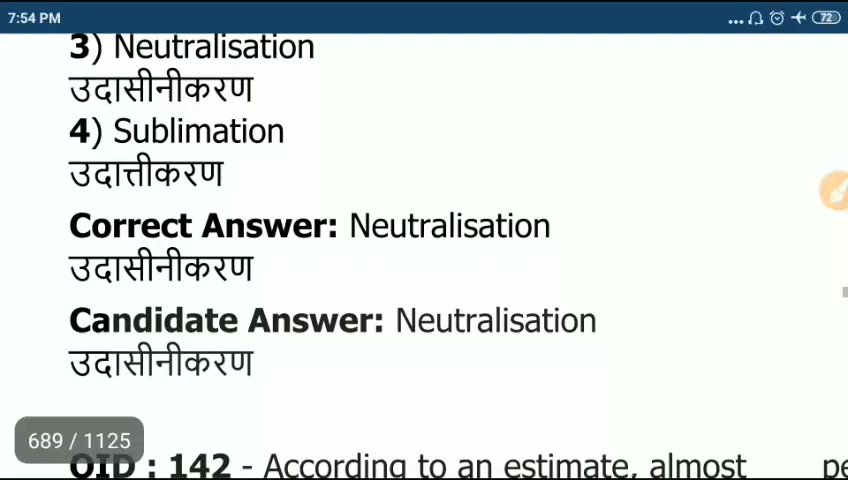 7:54 PM
... 72
3) Neutralisation
उदासीनीकरण
4) Sublimation
उदात्तीकरण
Correct Answer: Neutralisation
उदासीनीकरण
Candidate Answer: Neutralisation
उदासीनीकरण
689 / 1125
QID : 142 - According to an estimate, almost